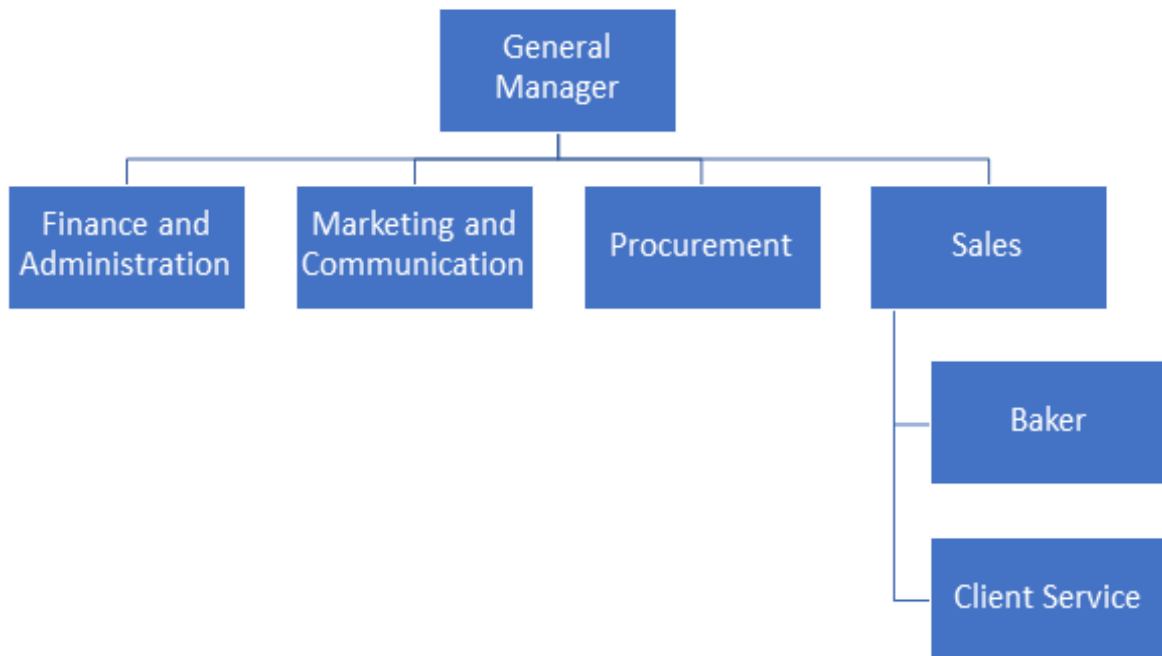 General
Manager
Finance and
Administration
Marketing and
Communication
Procurement
Sales
Baker
Client Service